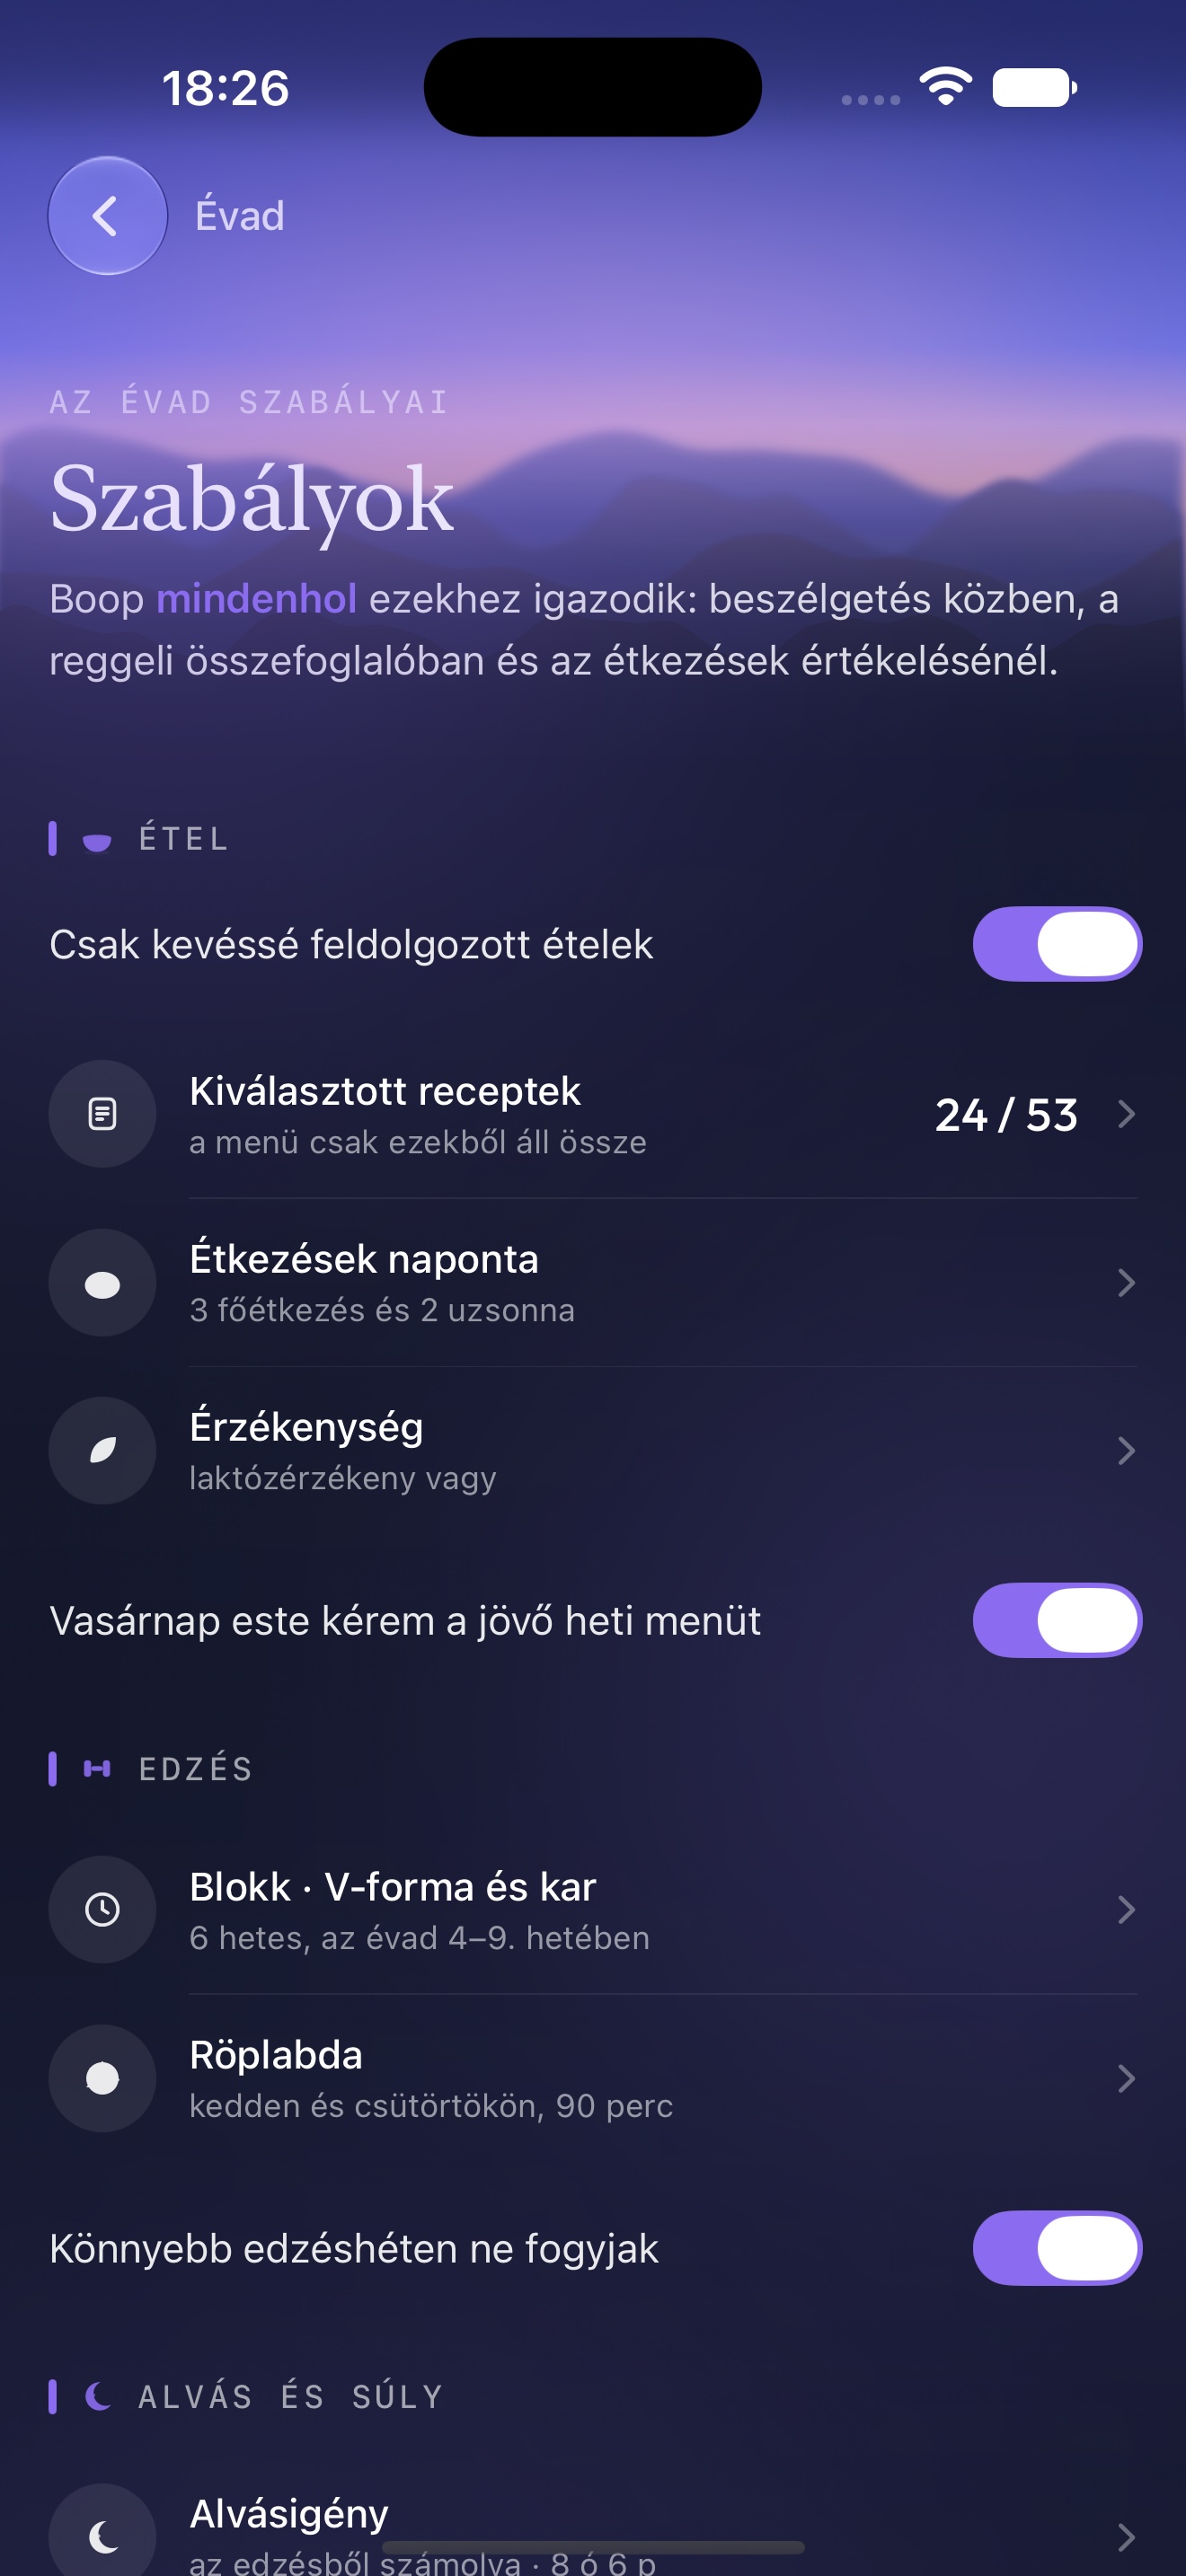 18:26
Évad
AZ ÉVAD SZABÁLYAI
Szabályok
Boop mindenhol ezekhez igazodik: beszélgetés közben, a
reggeli összefoglalóban és az étkezések értékelésénél.
ÉTEL
Csak kevéssé feldolgozott ételek
Kiválasztott receptek
a menü csak ezekből áll össze
24 / 53
Étkezések naponta
3 főétkezés és 2 uzsonna
Érzékenység
laktózérzékeny vagy
Vasárnap este kérem a jövő heti menüt
EDZÉS
Blokk · V-forma és kar
6 hetes, az évad 4–9. hetében
Röplabda
kedden és csütörtökön, 90 perc
Könnyebb edzéshéten ne fogyjak
ALVÁS ÉS SÚLY
Alvásigény
az edzésből számolva · 8 ó 6 p